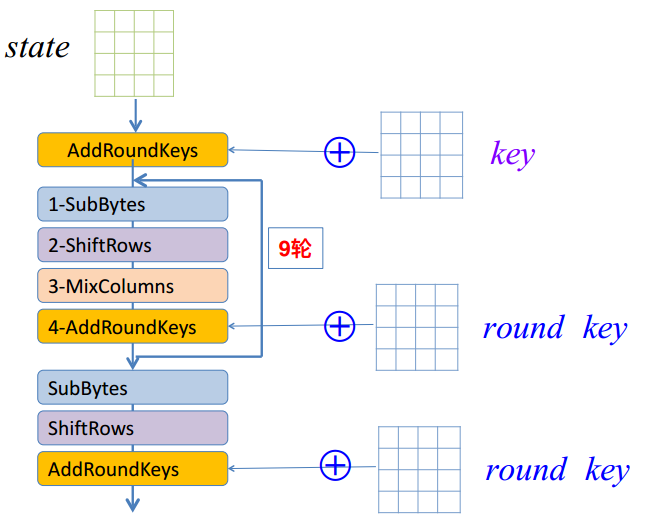 state
AddRoundKeys
key
1-SubBytes
2-ShiftRows
9轮
3-MixColumns
4-AddRoundKeys
round key
SubBytes
ShiftRows
AddRoundKeys
round key